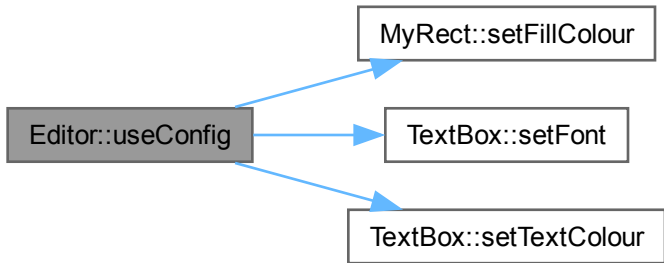 MyRect::setFillColour
Editor::useConfig
TextBox::setFont
TextBox::setTextColour